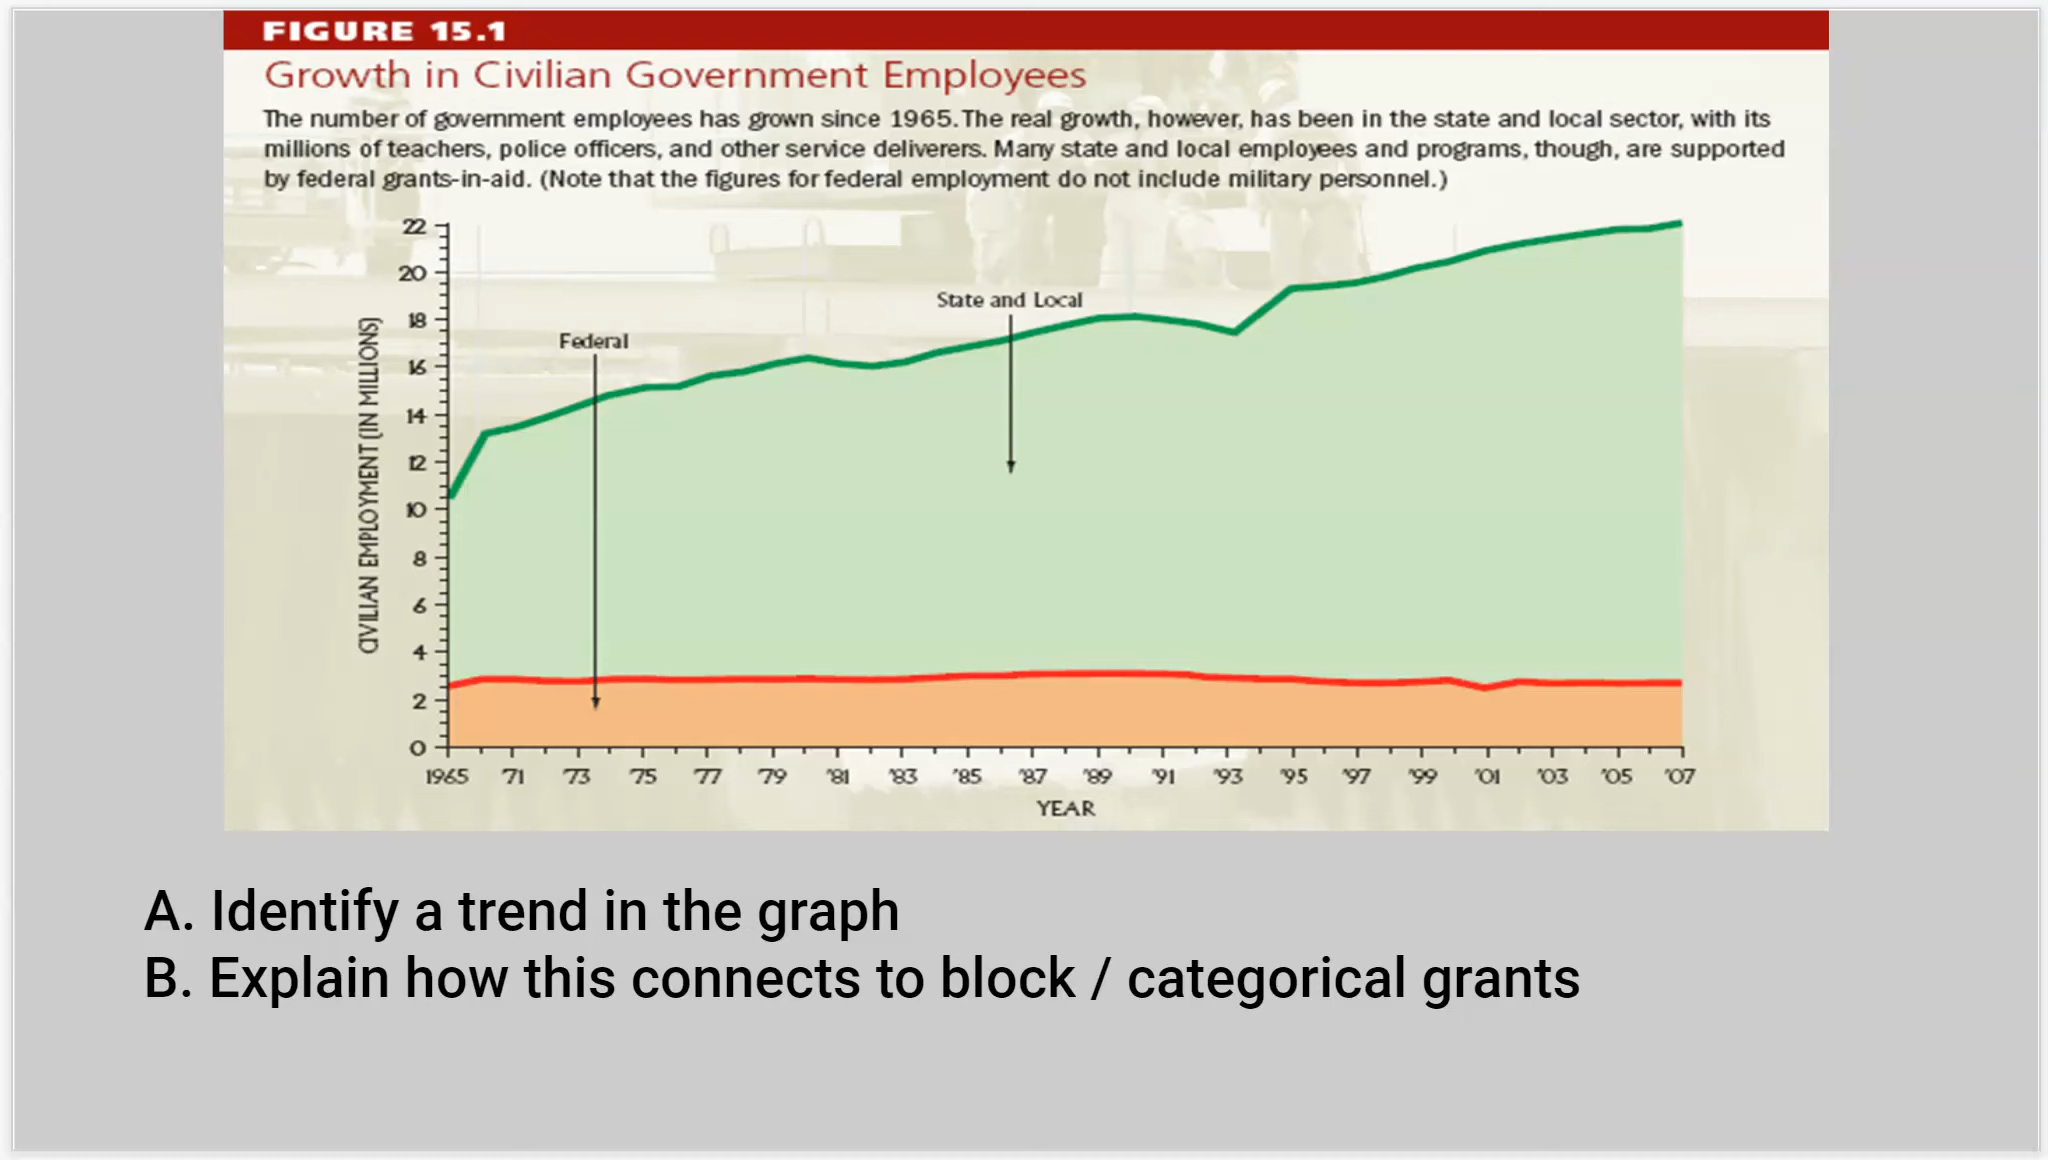 FIGURE 15.1
Growth in Civilian Government Employees
The number of government employees has grown since 1965. The real growth, however, has been in the state and local sector, with its
millions of teachers, police officers, and other service deliverers. Many state and local employees and programs, though, are supported
by federal grants-in-aid. (Note that the figures for federal employment do not include military personnel.)
22
20
18
16
14
12
10
8
6
4
2
0
CIVILIAN EMPLOYMENT (IN MILLIONS)
Federal
State and Local
1965 '71 '73 '75 '77 '79 '81 '83 '85 '87 '89 '91 '93 '95 '97 '99 '01 '03 '05 '07
YEAR
A. Identify a trend in the graph
B. Explain how this connects to block / categorical grants